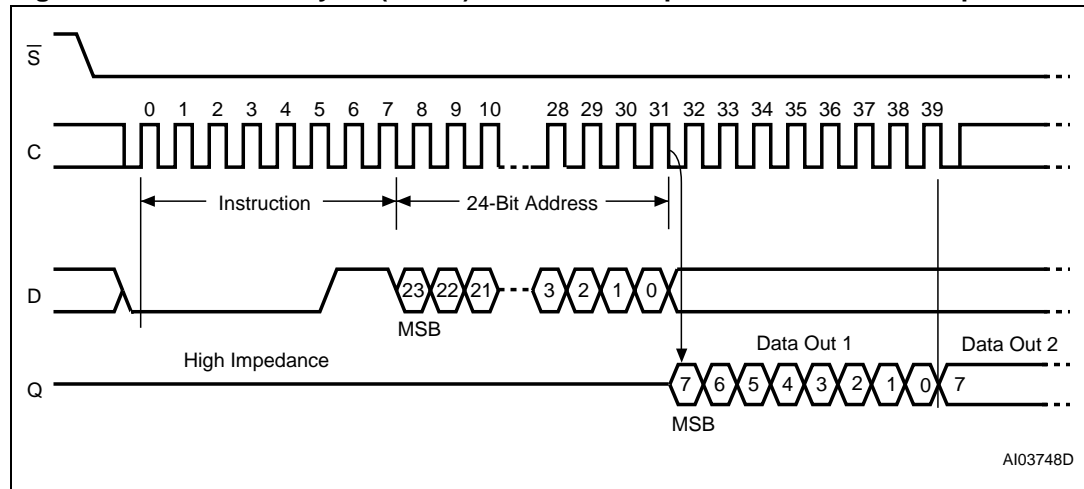 S
0 1 2 3 4 5 6 7 8 9 10 28 29 30 31 32 33 34 35 36 37 38 39
C
Instruction 24-Bit Address
D 23 22 21 3 2 1 0
MSB
High Impedance Data Out 1 Data Out 2
Q 7 6 5 4 3 2 1 0 7
MSB
AI03748D